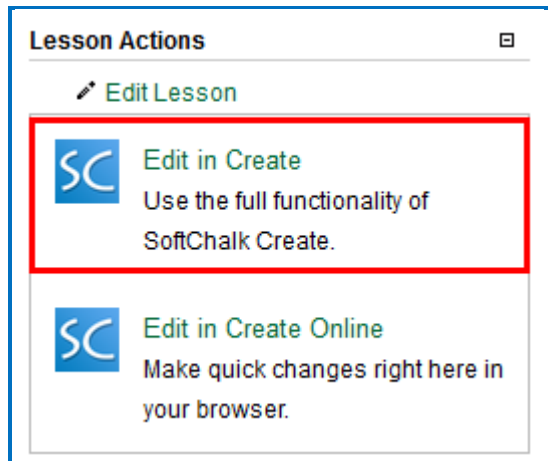 Lesson Actions
Edit Lesson
SC
Edit in Create
Use the full functionality of
SoftChalk Create.
SC
Edit in Create Online
Make quick changes right here in
your browser.